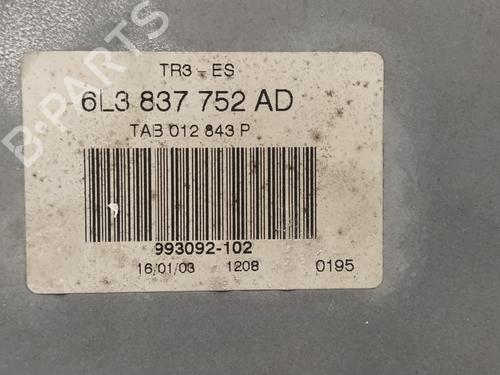 B-PARTS
TR3 - ES
6L3 837 752 AD
TAB 012 843 P
993092-102
16/01/03 1208 0195